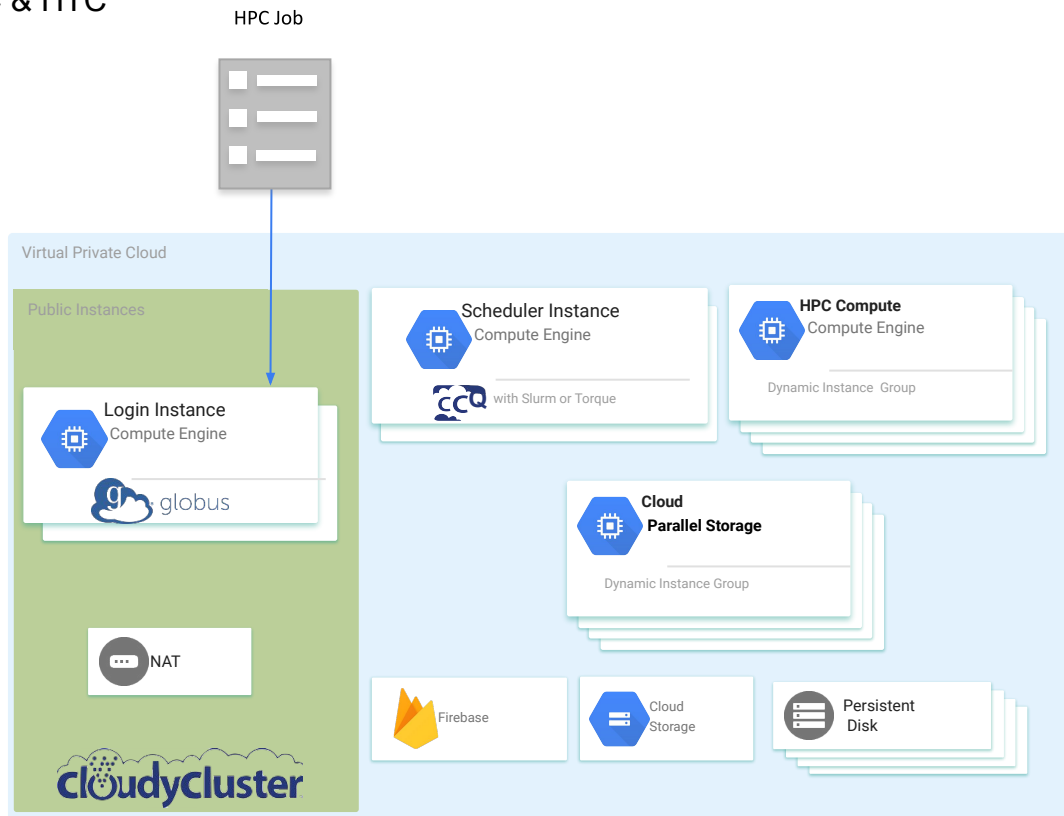 & HTC
HPC Job
Virtual Private Cloud
Public Instances
Scheduler Instance
Compute Engine
CCQ with Slurm or Torque
HPC Compute
Compute Engine
Dynamic Instance Group
Login Instance
Compute Engine
g globus
Cloud
Parallel Storage
Dynamic Instance Group
NAT
Firebase
Cloud
Storage
Persistent
Disk
cloudyCluster